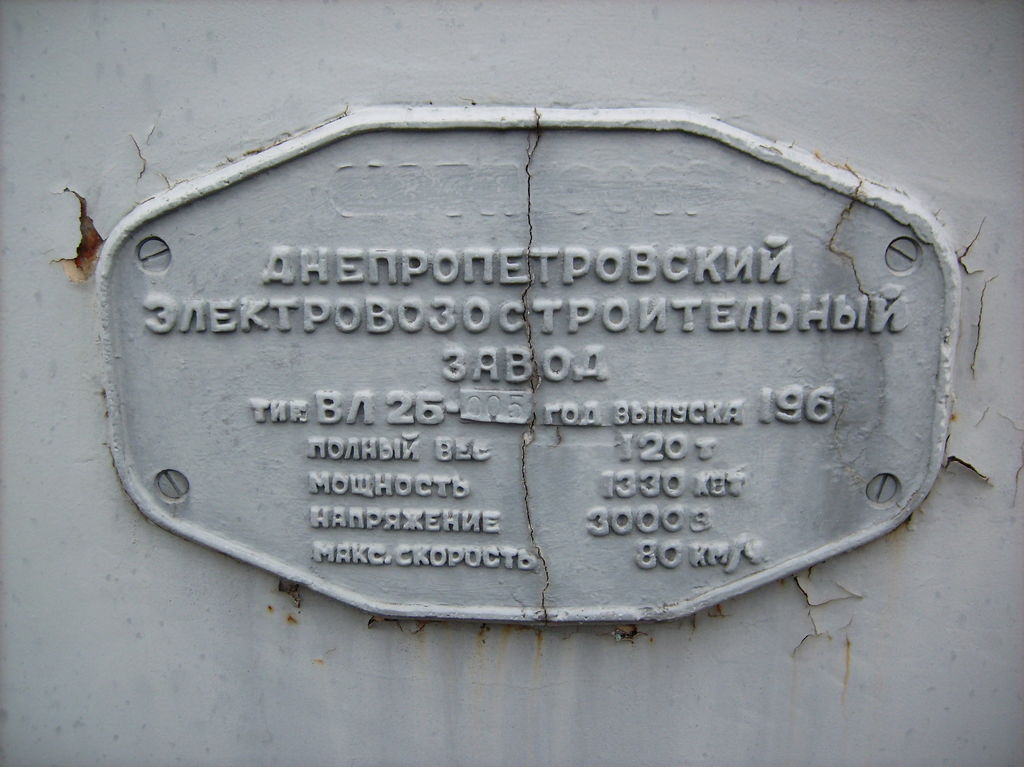 ДНЕПРОПЕТРОВСКИЙ
ЭЛЕКТРОВОЗОСТРОИТЕЛЬНЫЙ
ЗАВОД
ТИП ВЛ 26-005 ГОД ВЫПУСКА 196
ПОЛНЫЙ ВЕС 120 Т
МОЩНОСТЬ 1330 КВТ
НАПРЯЖЕНИЕ 3000 В
МАКС. СКОРОСТЬ 80 КМ/Ч